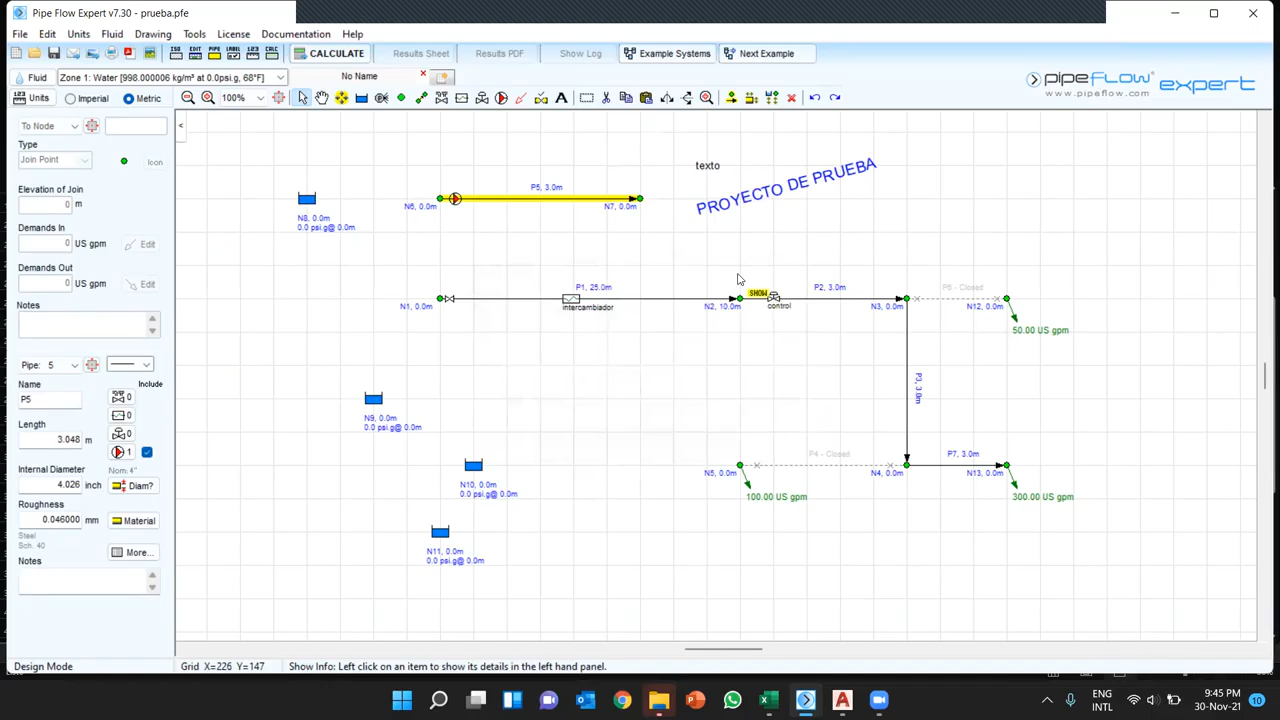 Pipe Flow Expert v7.30 - prueba.pfe
File Edit Units Fluid Drawing Tools License Documentation Help
ISO EDIT PIPE LABEL CALC
CALCULATE Results Sheet Results PDF Show Log Example Systems Next Example
Fluid Zone 1: Water [998.000006 kg/m³ at 0.0psi.g, 68°F] No Name
pipeFLOW® expert
www.pipeflow.com
Units Imperial Metric 100% A
To Node
Type
Join Point Icon
Elevation of Join
0 m
Demands In
0 US gpm Edit
Demands Out
0 US gpm Edit
Notes
Pipe: 5
Name Include
P5 0
Length 0
3.048 m 0
1
Internal Diameter Nom: 4"
4.026 inch Diam?
Roughness
0.046000 mm Material
Steel
Sch. 40 More...
Notes
texto
PROYECTO DE PRUEBA
P5, 3.0m
N6, 0.0m N7, 0.0m
N8, 0.0m
0.0 psi.g@ 0.0m
P1, 25.0m SHOW P2, 3.0m P6 - Closed
N1, 0.0m intercambiador N2, 10.0m control N3, 0.0m N12, 0.0m
50.00 US gpm
P3, 3.0m
N9, 0.0m
0.0 psi.g@ 0.0m
P4 - Closed P7, 3.0m
N5, 0.0m N4, 0.0m N13, 0.0m
N10, 0.0m
0.0 psi.g@ 0.0m
100.00 US gpm 300.00 US gpm
N11, 0.0m
0.0 psi.g@ 0.0m
Design Mode Grid X=226 Y=147 Show Info: Left click on an item to show its details in the left hand panel.
ENG
INTL
9:45 PM
30-Nov-21
10